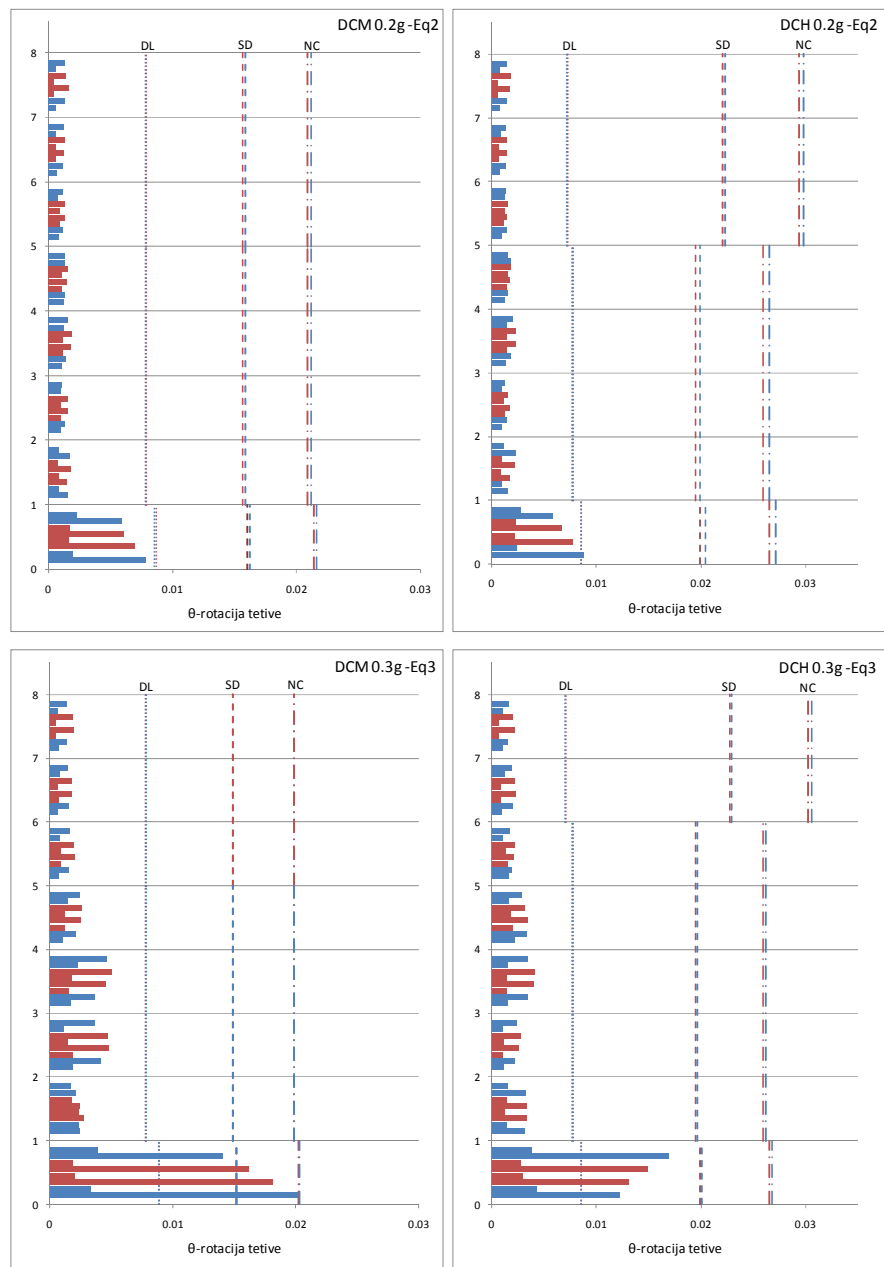 DCM 0.2g -Eq2
DL SD NC
8
7
6
5
4
3
2
1
0
0 0.01 0.02 0.03
θ-rotacija tetive
DCH 0.2g -Eq2
DL SD NC
8
7
6
5
4
3
2
1
0
0 0.01 0.02 0.03
θ-rotacija tetive
DCM 0.3g -Eq3
DL SD NC
8
7
6
5
4
3
2
1
0
0 0.01 0.02 0.03
θ-rotacija tetive
DCH 0.3g -Eq3
DL SD NC
8
7
6
5
4
3
2
1
0
0 0.01 0.02 0.03
θ-rotacija tetive